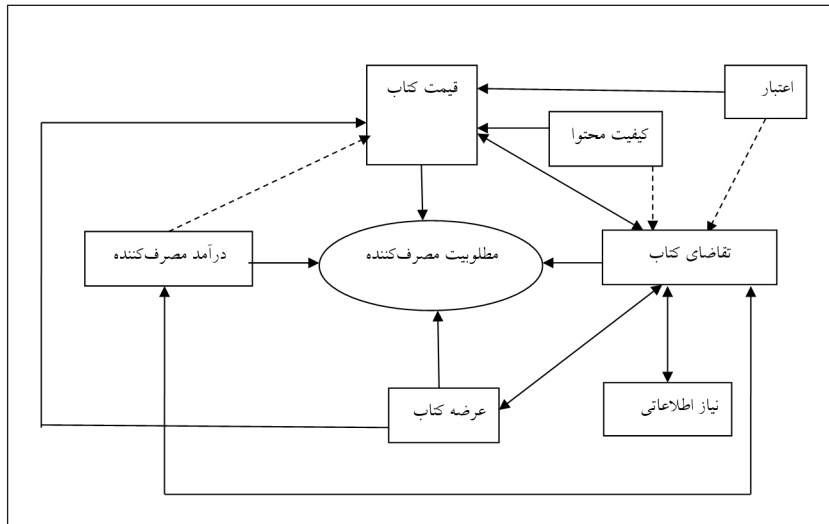 قیمت کتاب
اعتبار
کیفیت محتوا
درآمد مصرف‌کننده
مطلوبیت مصرف‌کننده
تقاضای کتاب
عرضه کتاب
نیاز اطلاعاتی